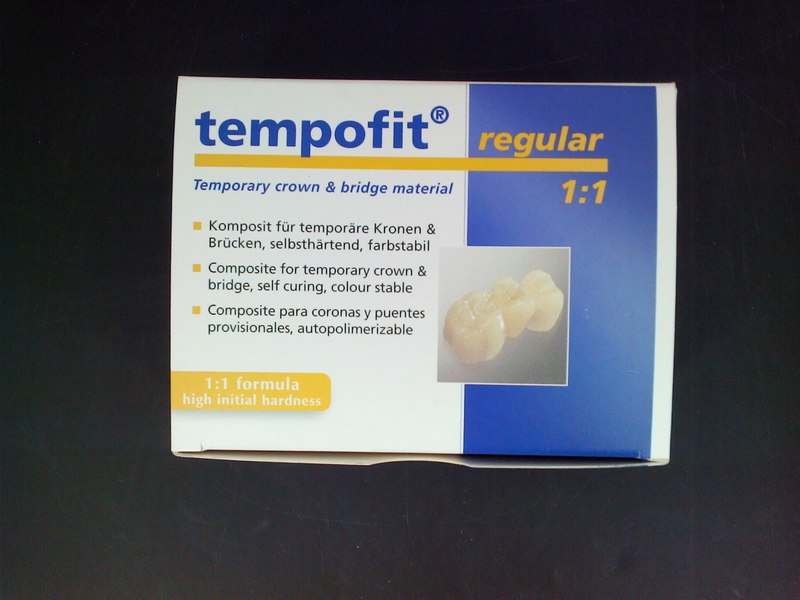 tempofit®
regular
1:1
Temporary crown & bridge material
Komposit für temporäre Kronen &
Brücken, selbsthärtend, farbstabil
Composite for temporary crown &
bridge, self curing, colour stable
Composite para coronas y puentes
provisionales, autopolimerizable
1:1 formula
high initial hardness